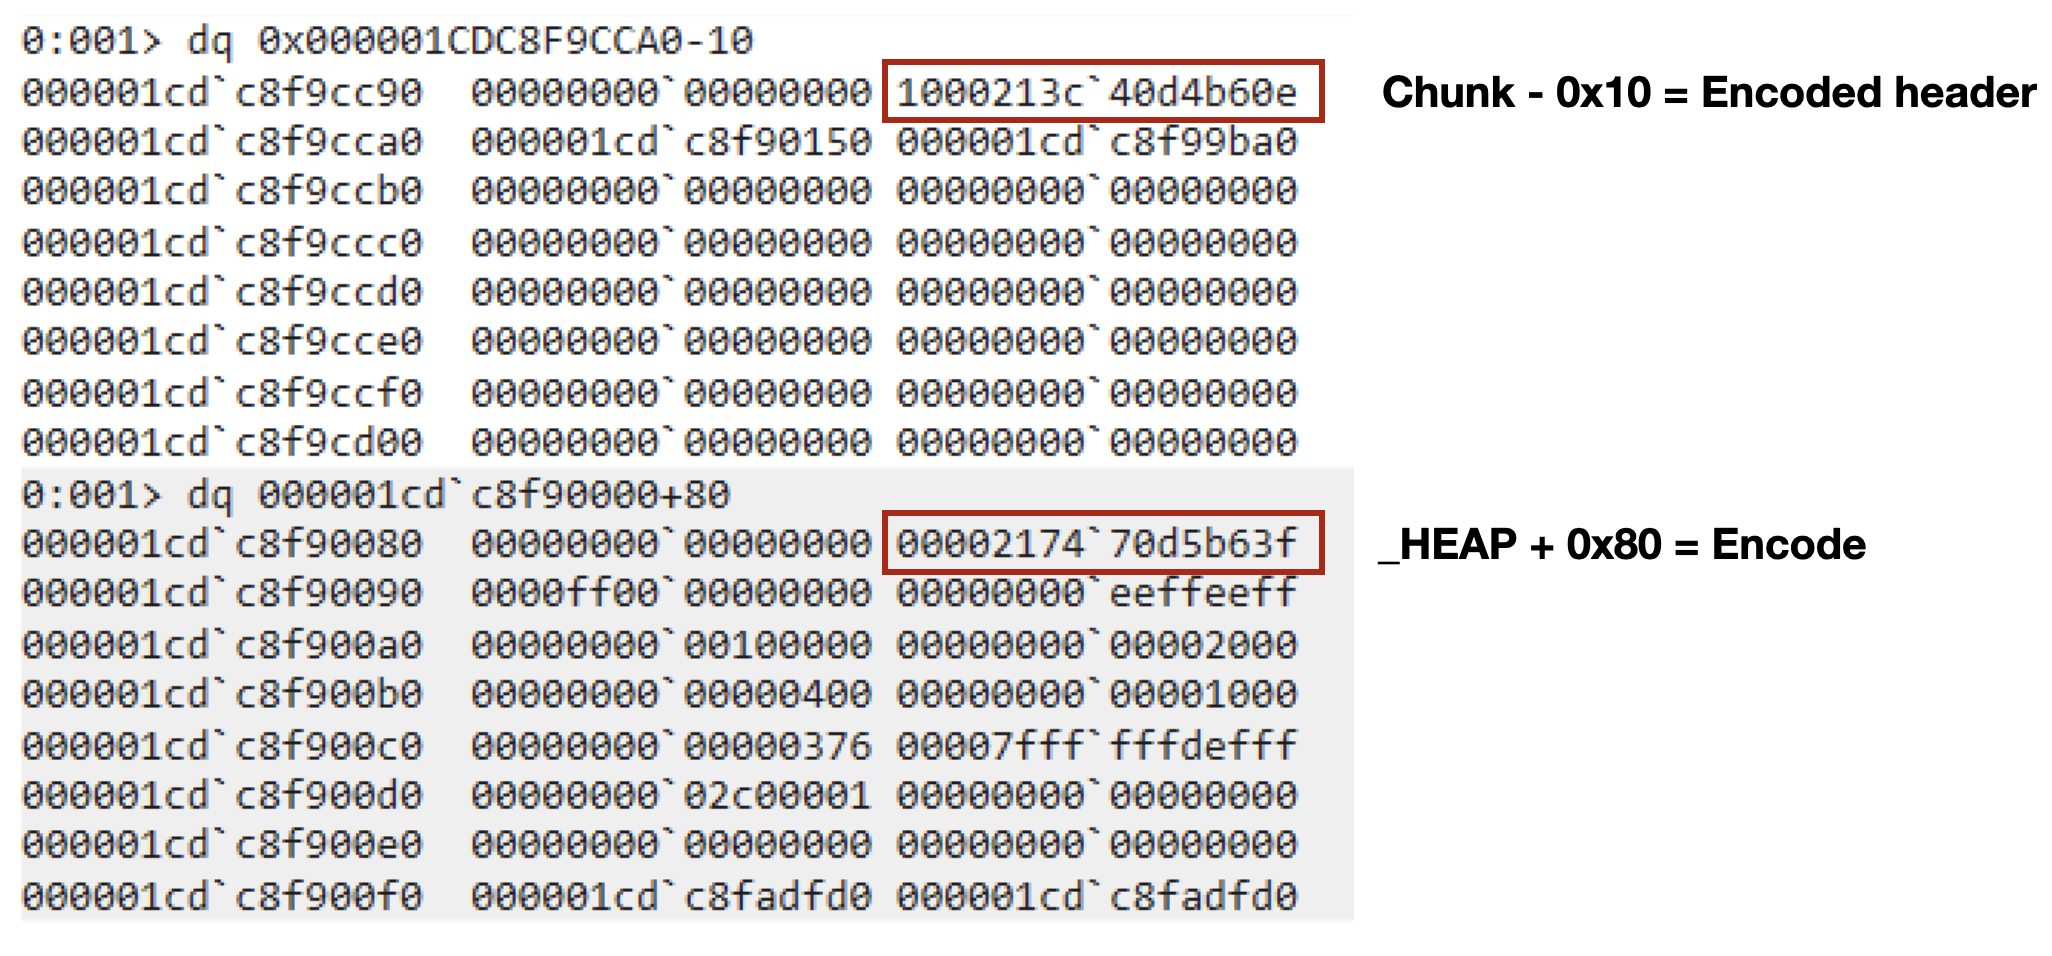 0:001> dq 0x000001CDC8F9CCA0-10
000001cd`c8f9cc90  00000000`00000000 1000213c`40d4b60e Chunk - 0x10 = Encoded header
000001cd`c8f9cca0  000001cd`c8f90150 000001cd`c8f99ba0
000001cd`c8f9ccb0  00000000`00000000 00000000`00000000
000001cd`c8f9ccc0  00000000`00000000 00000000`00000000
000001cd`c8f9ccd0  00000000`00000000 00000000`00000000
000001cd`c8f9cce0  00000000`00000000 00000000`00000000
000001cd`c8f9ccf0  00000000`00000000 00000000`00000000
000001cd`c8f9cd00  00000000`00000000 00000000`00000000
0:001> dq 000001cd`c8f90000+80
000001cd`c8f90080  00000000`00000000 00002174`70d5b63f _HEAP + 0x80 = Encode
000001cd`c8f90090  0000ff00`00000000 00000000`eeffeeff
000001cd`c8f900a0  00000000`00100000 00000000`00002000
000001cd`c8f900b0  00000000`00000400 00000000`00001000
000001cd`c8f900c0  00000000`00000376 00007fff`fffdefff
000001cd`c8f900d0  00000000`02c00001 00000000`00000000
000001cd`c8f900e0  00000000`00000000 00000000`00000000
000001cd`c8f900f0  000001cd`c8fadfd0 000001cd`c8fadfd0